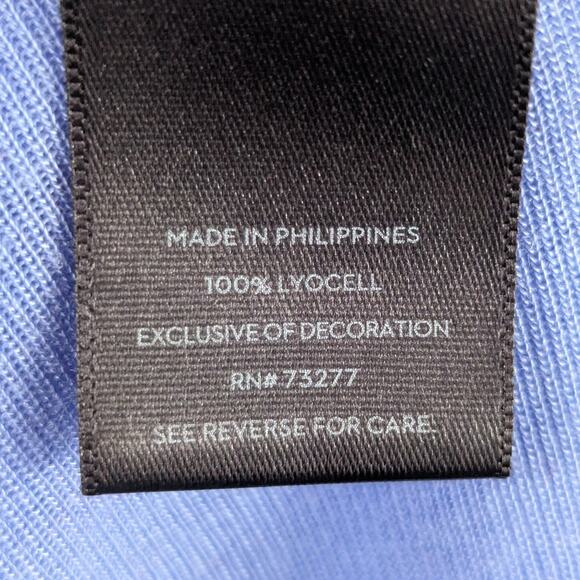 MADE IN PHILIPPINES
100% LYOCELL
EXCLUSIVE OF DECORATION
RN# 73277
SEE REVERSE FOR CARE.